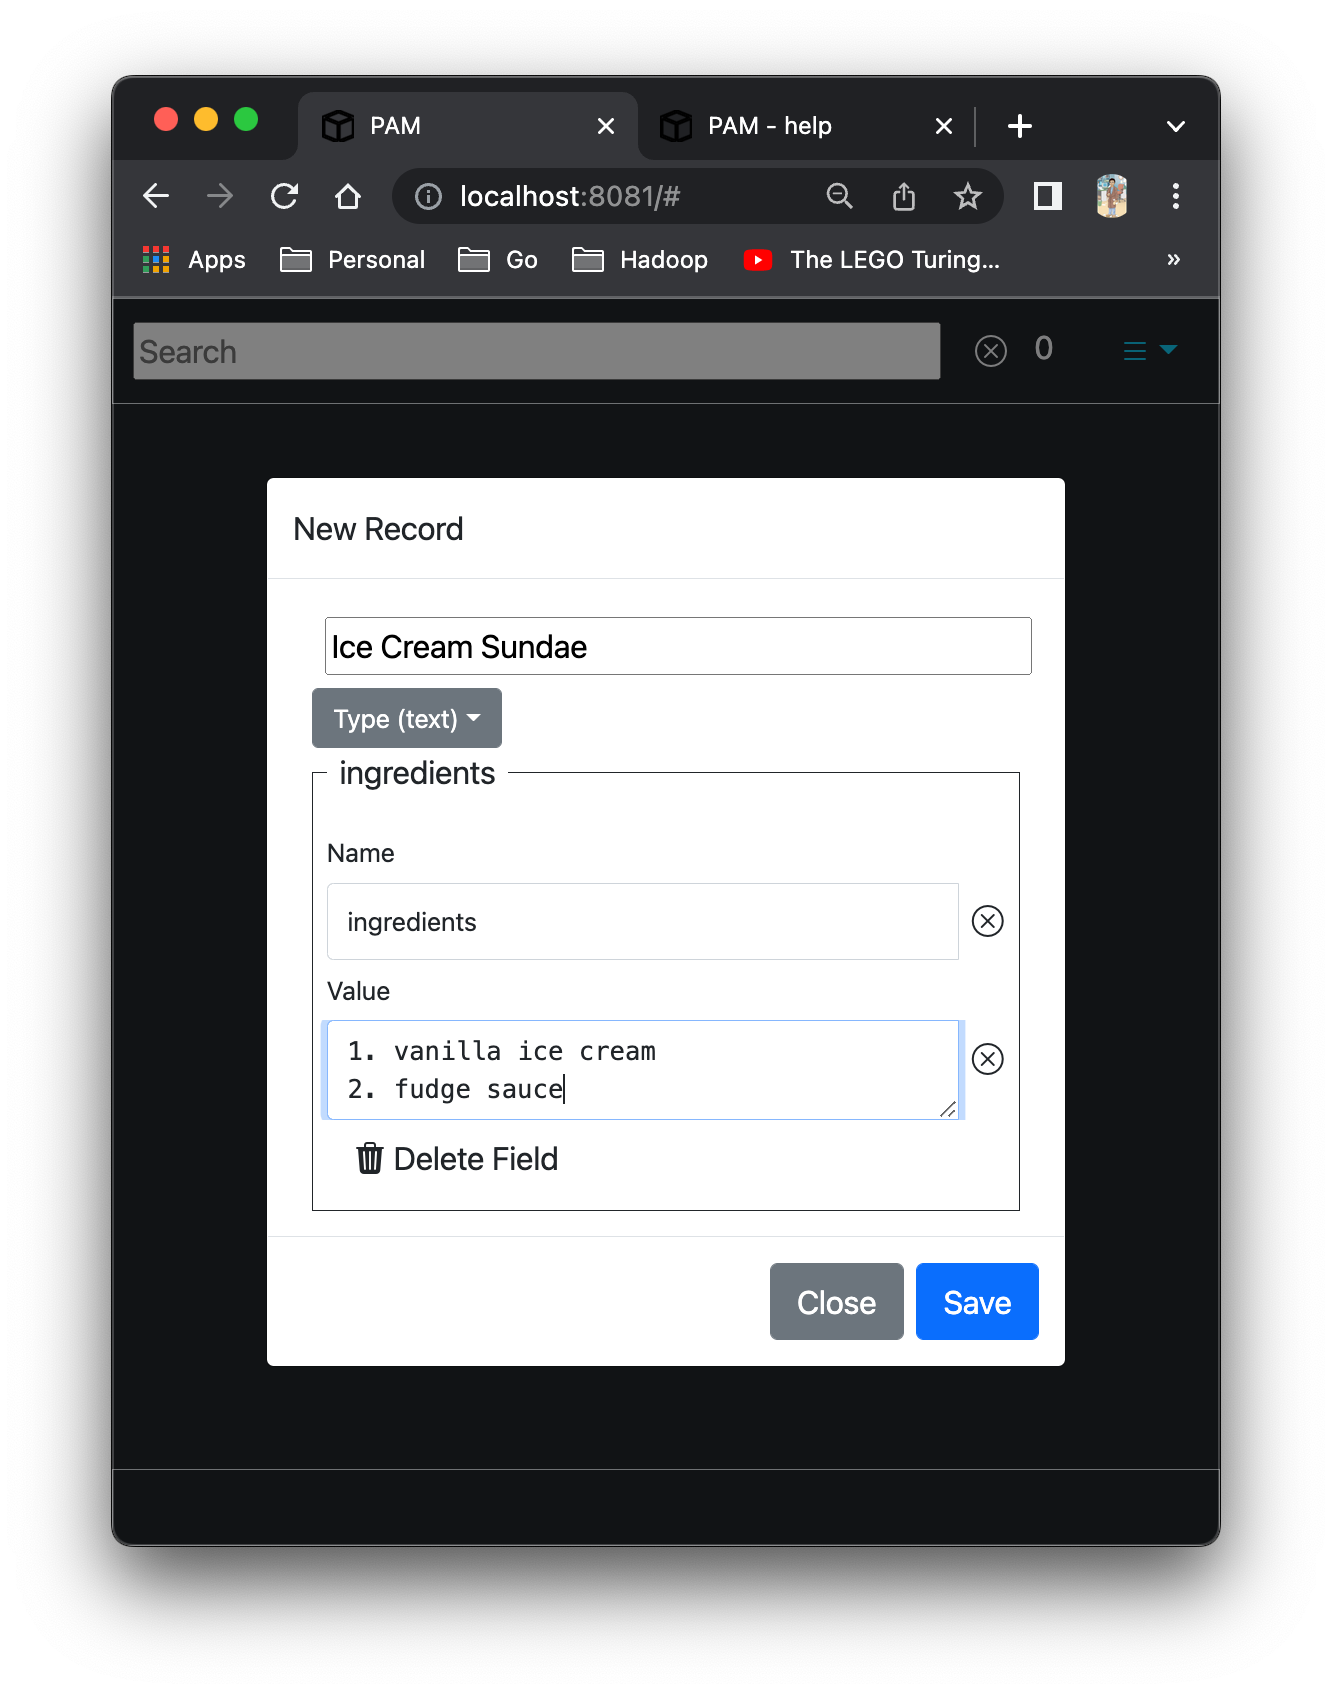 PAM
PAM - help
localhost:8081/#
Apps Personal Go Hadoop The LEGO Turing... »
Search 0
New Record
Ice Cream Sundae
Type (text)
ingredients
Name
ingredients
Value
1. vanilla ice cream
2. fudge sauce
Delete Field
Close Save